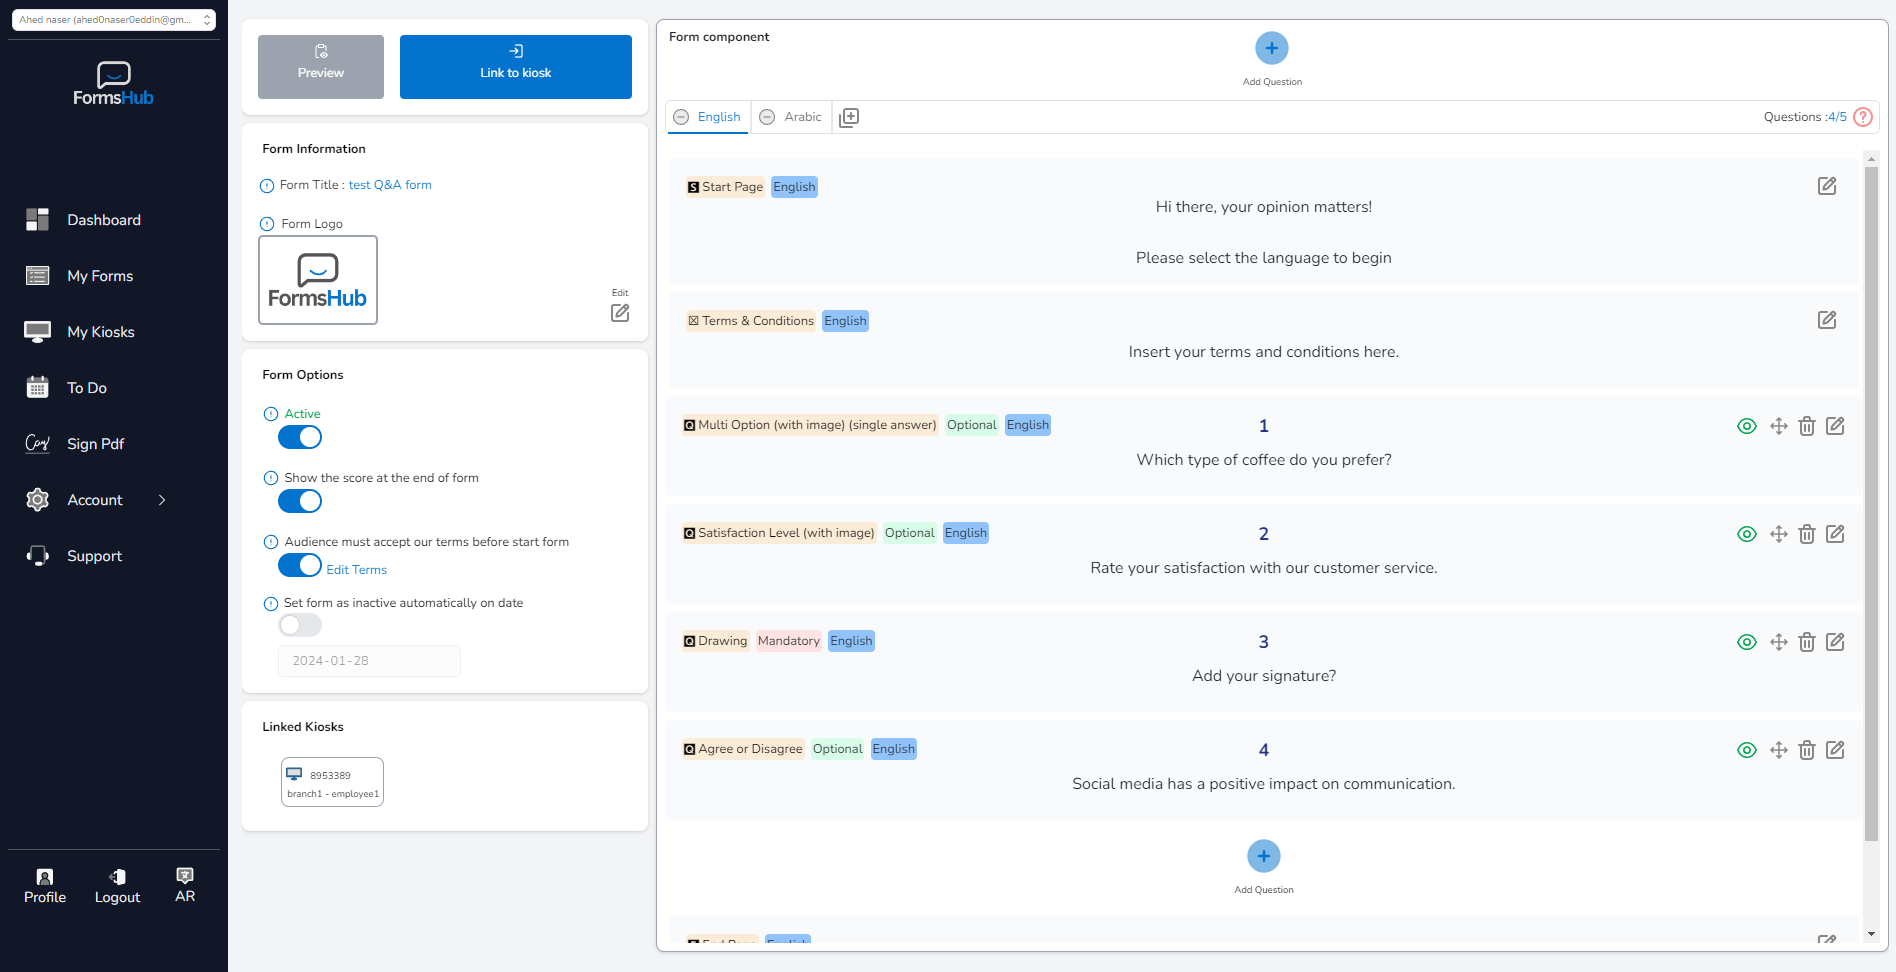 Ahed naser (ahed0naser0eddin@gm...
FormsHub
Dashboard
My Forms
My Kiosks
To Do
Sign Pdf
Account
Support
Profile
Logout
AR
Preview
Link to kiosk
Form Information
Form Title : test Q&A form
Form Logo
FormsHub
Edit
Form Options
Active
Show the score at the end of form
Audience must accept our terms before start form
Edit Terms
Set form as inactive automatically on date
2024-01-28
Linked Kiosks
8953389
branch1 - employee1
Form component
Add Question
English
Arabic
Questions :4/5
S Start Page English
Hi there, your opinion matters!
Please select the language to begin
Terms & Conditions English
Insert your terms and conditions here.
Q Multi Option (with image) (single answer) Optional English
1
Which type of coffee do you prefer?
Q Satisfaction Level (with image) Optional English
2
Rate your satisfaction with our customer service.
Q Drawing Mandatory English
3
Add your signature?
Q Agree or Disagree Optional English
4
Social media has a positive impact on communication.
Add Question
End Page English